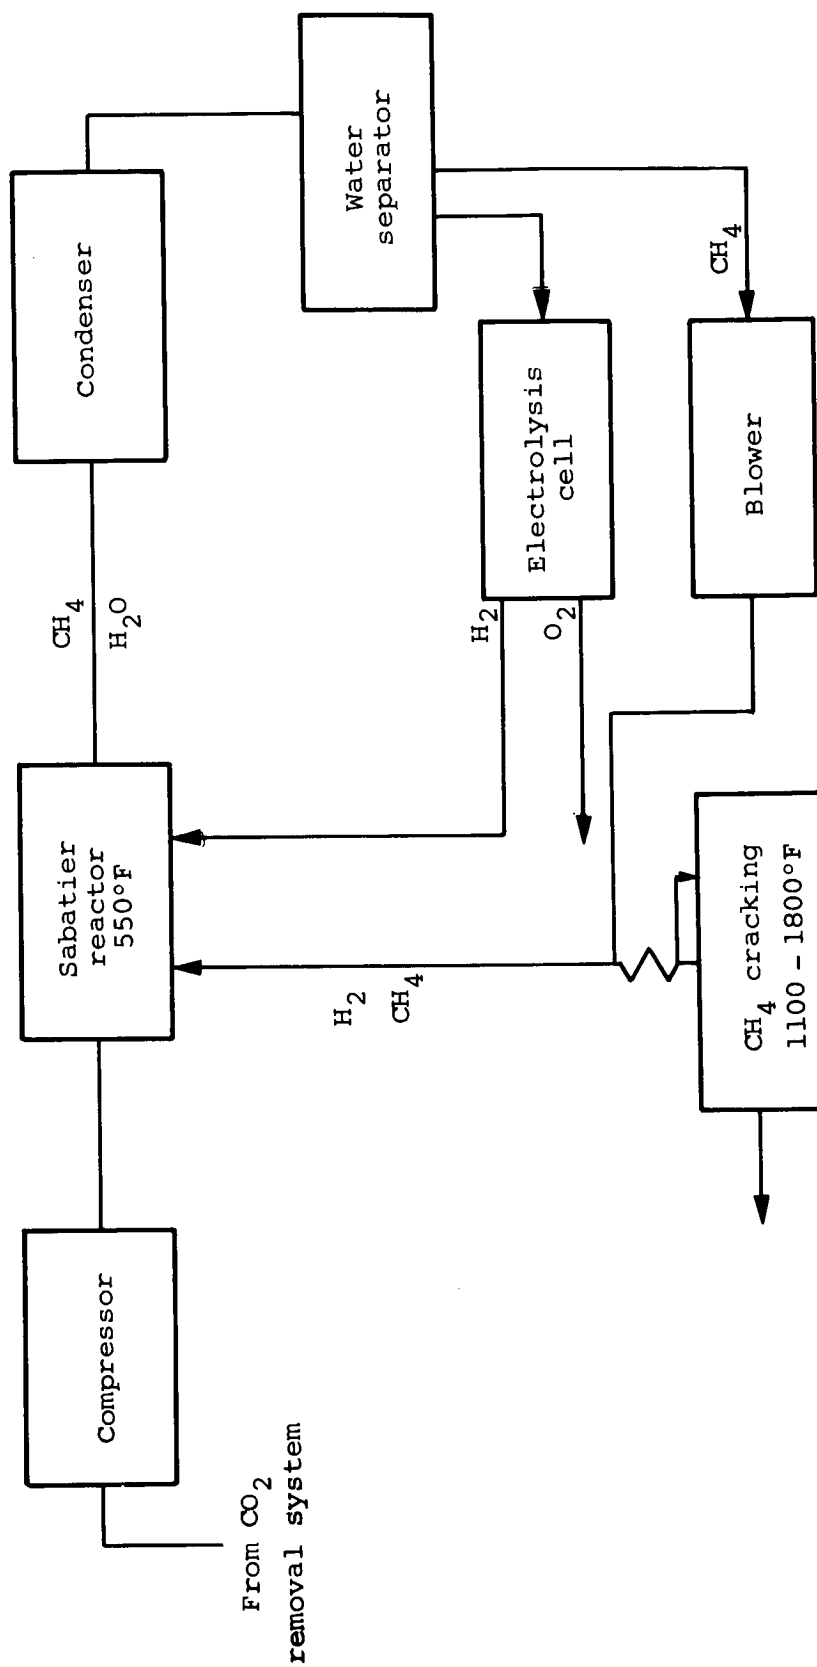 From CO2
removal system
Compressor
Sabatier
reactor
550°F
CH4
H2O
Condenser
Water
separator
H2
CH4
H2
O2
Electrolysis
cell
CH4
Blower
CH4 cracking
1100 - 1800°F